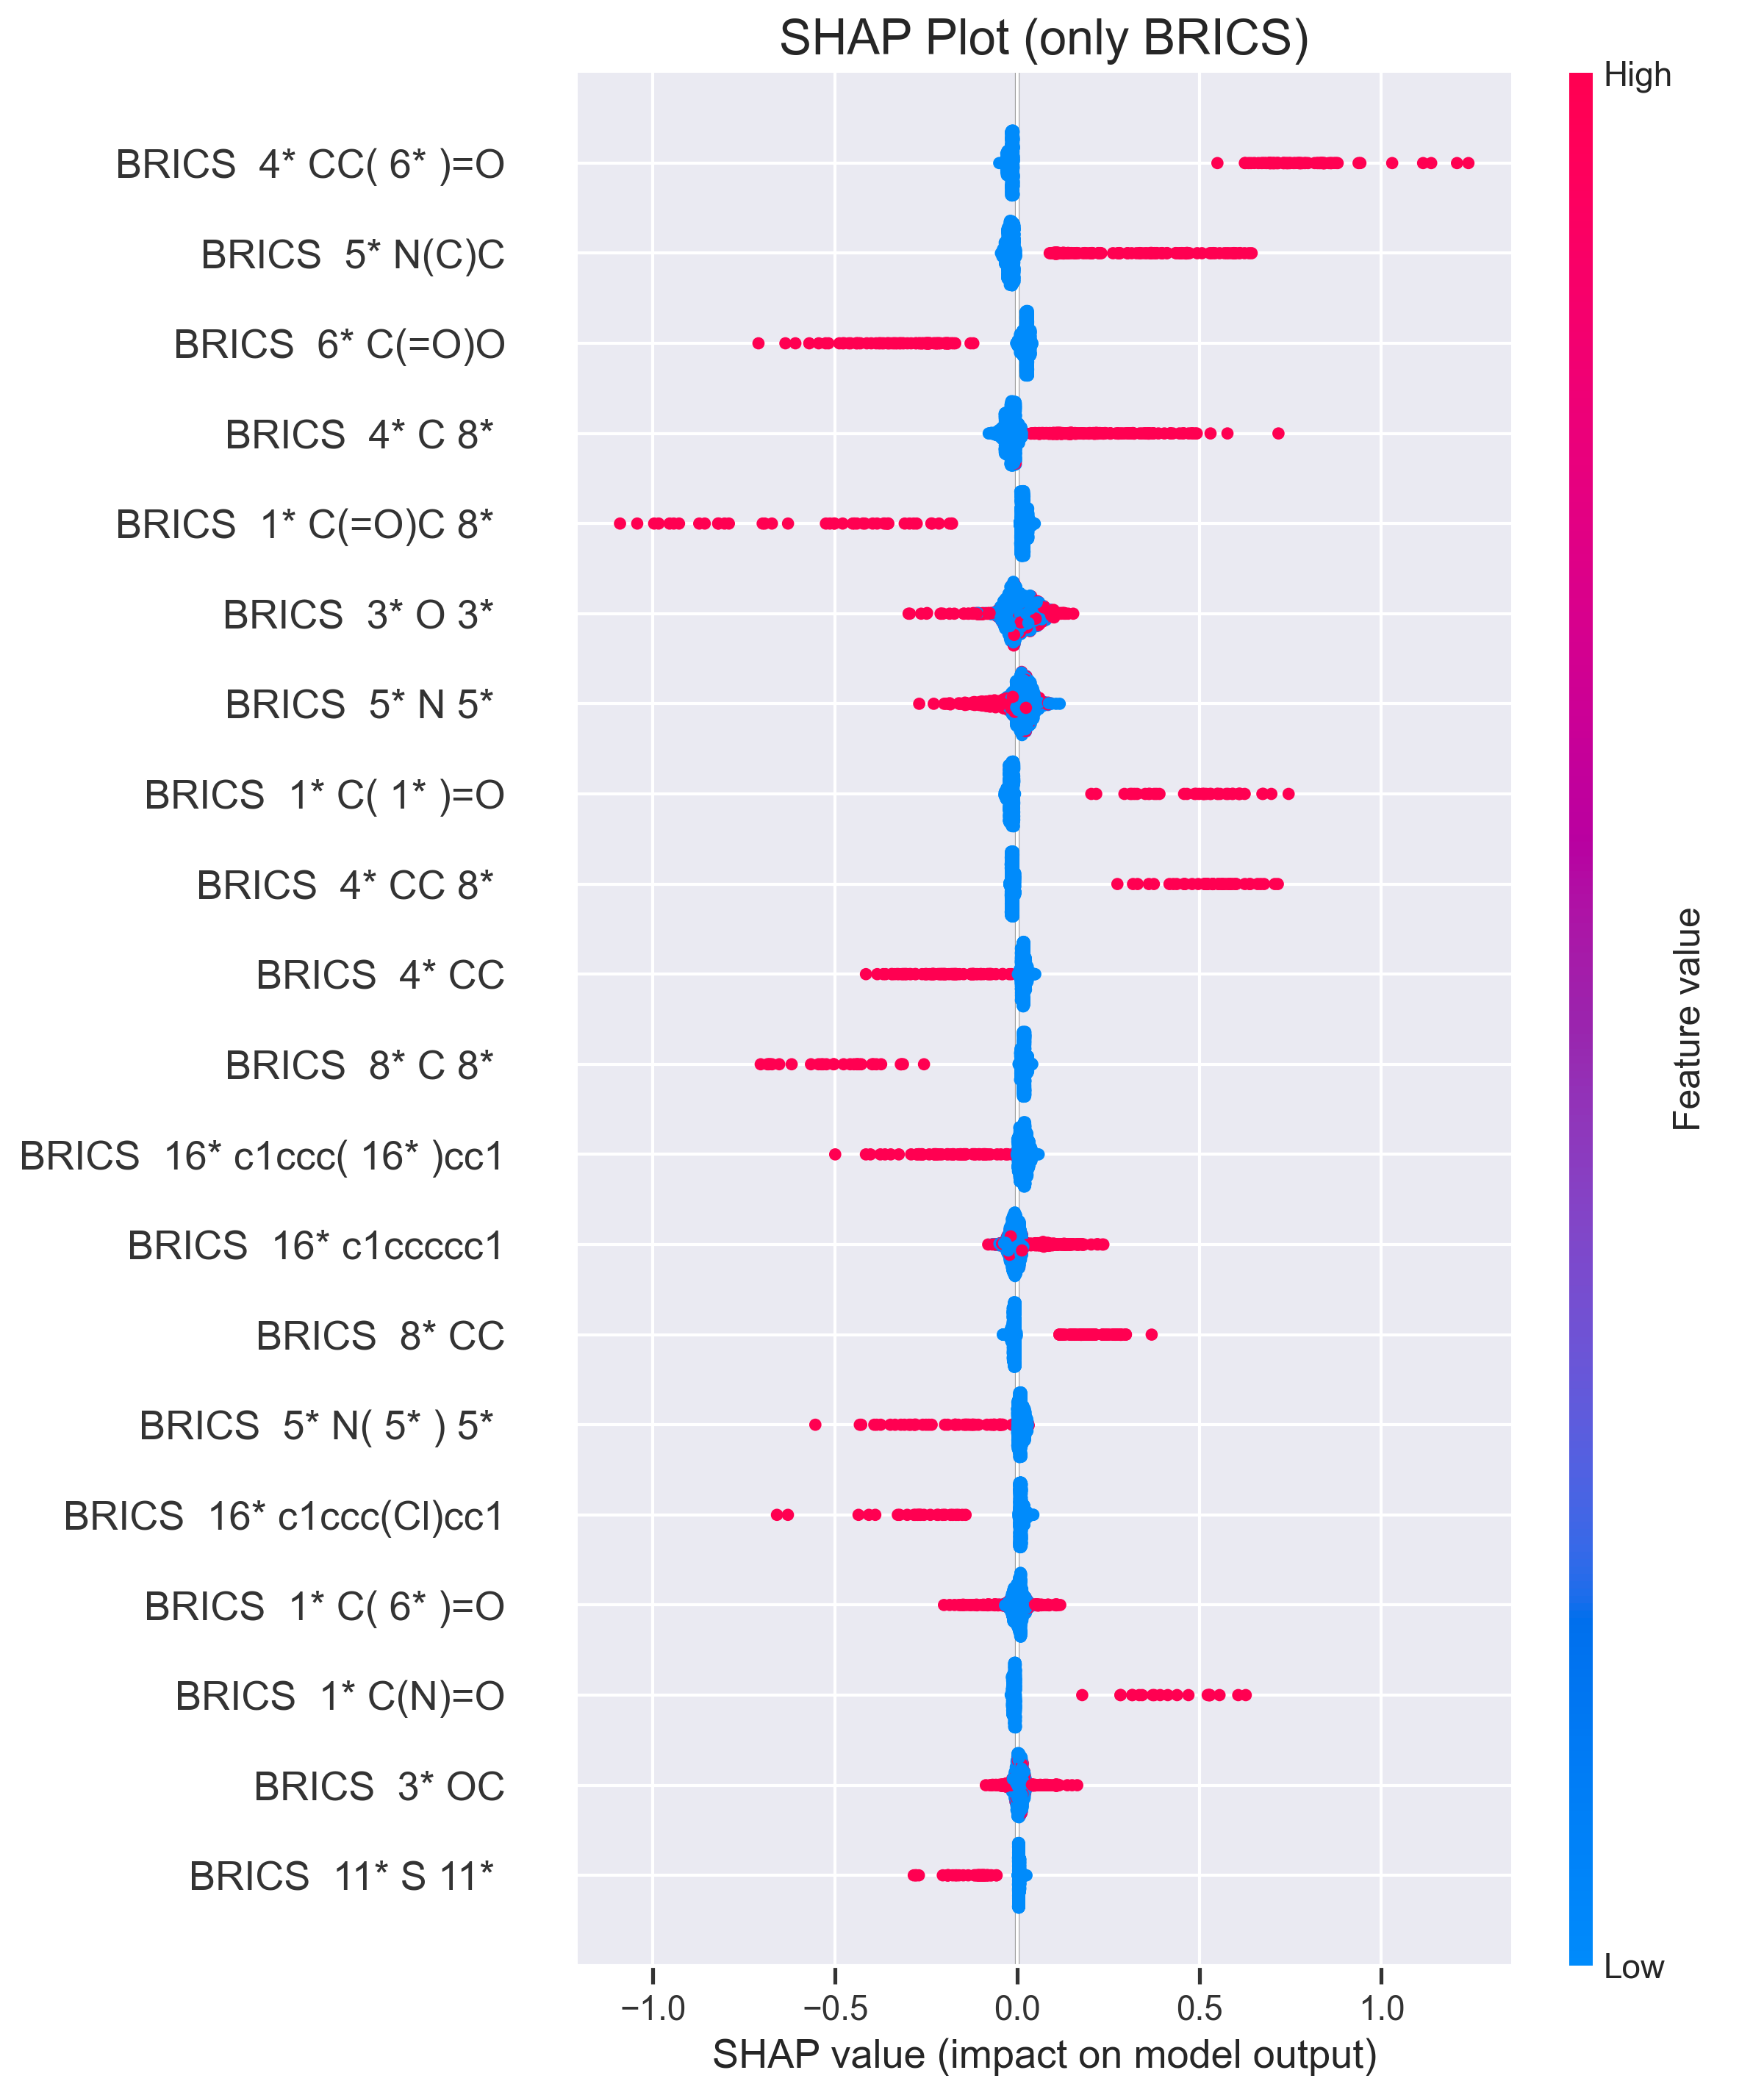 SHAP Plot (only BRICS)
High
BRICS 4* CC( 6* )=O
BRICS 5* N(C)C
BRICS 6* C(=O)O
BRICS 4* C 8*
BRICS 1* C(=O)C 8*
BRICS 3* O 3*
BRICS 5* N 5*
BRICS 1* C( 1* )=O
BRICS 4* CC 8*
BRICS 4* CC
BRICS 8* C 8*
BRICS 16* c1ccc( 16* )cc1
BRICS 16* c1ccccc1
BRICS 8* CC
BRICS 5* N( 5* ) 5*
BRICS 16* c1ccc(Cl)cc1
BRICS 1* C( 6* )=O
BRICS 1* C(N)=O
BRICS 3* OC
BRICS 11* S 11*
Feature value
Low
−1.0 −0.5 0.0 0.5 1.0
SHAP value (impact on model output)